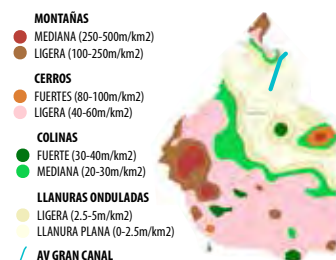 MONTAÑAS
MEDIANA (250-500m/km2)
LIGERA (100-250m/km2)
CERROS
FUERTES (80-100m/km2)
LIGERA (40-60m/km2)
COLINAS
FUERTE (30-40m/km2)
MEDIANA (20-30m/km2)
LLANURAS ONDULADAS
LIGERA (2.5-5m/km2)
LLANURA PLANA (0-2.5m/km2)
AV GRAN CANAL